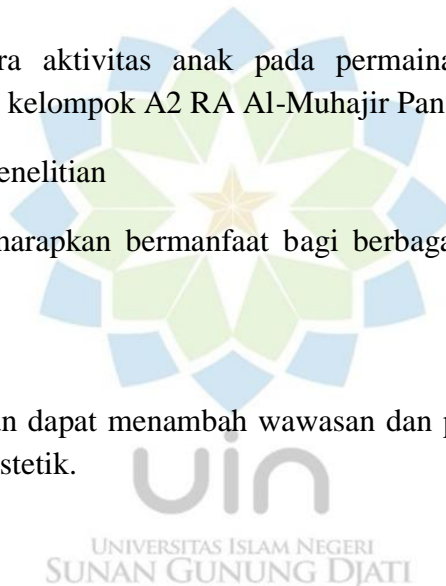 ra aktivitas anak pada permaina
kelompok A2 RA Al-Muhajir Pan
enelitian
harapkan bermanfaat bagi berbaga
n dapat menambah wawasan dan p
stetik.
uin
UNIVERSITAS ISLAM NEGERI
SUNAN GUNUNG DJATI